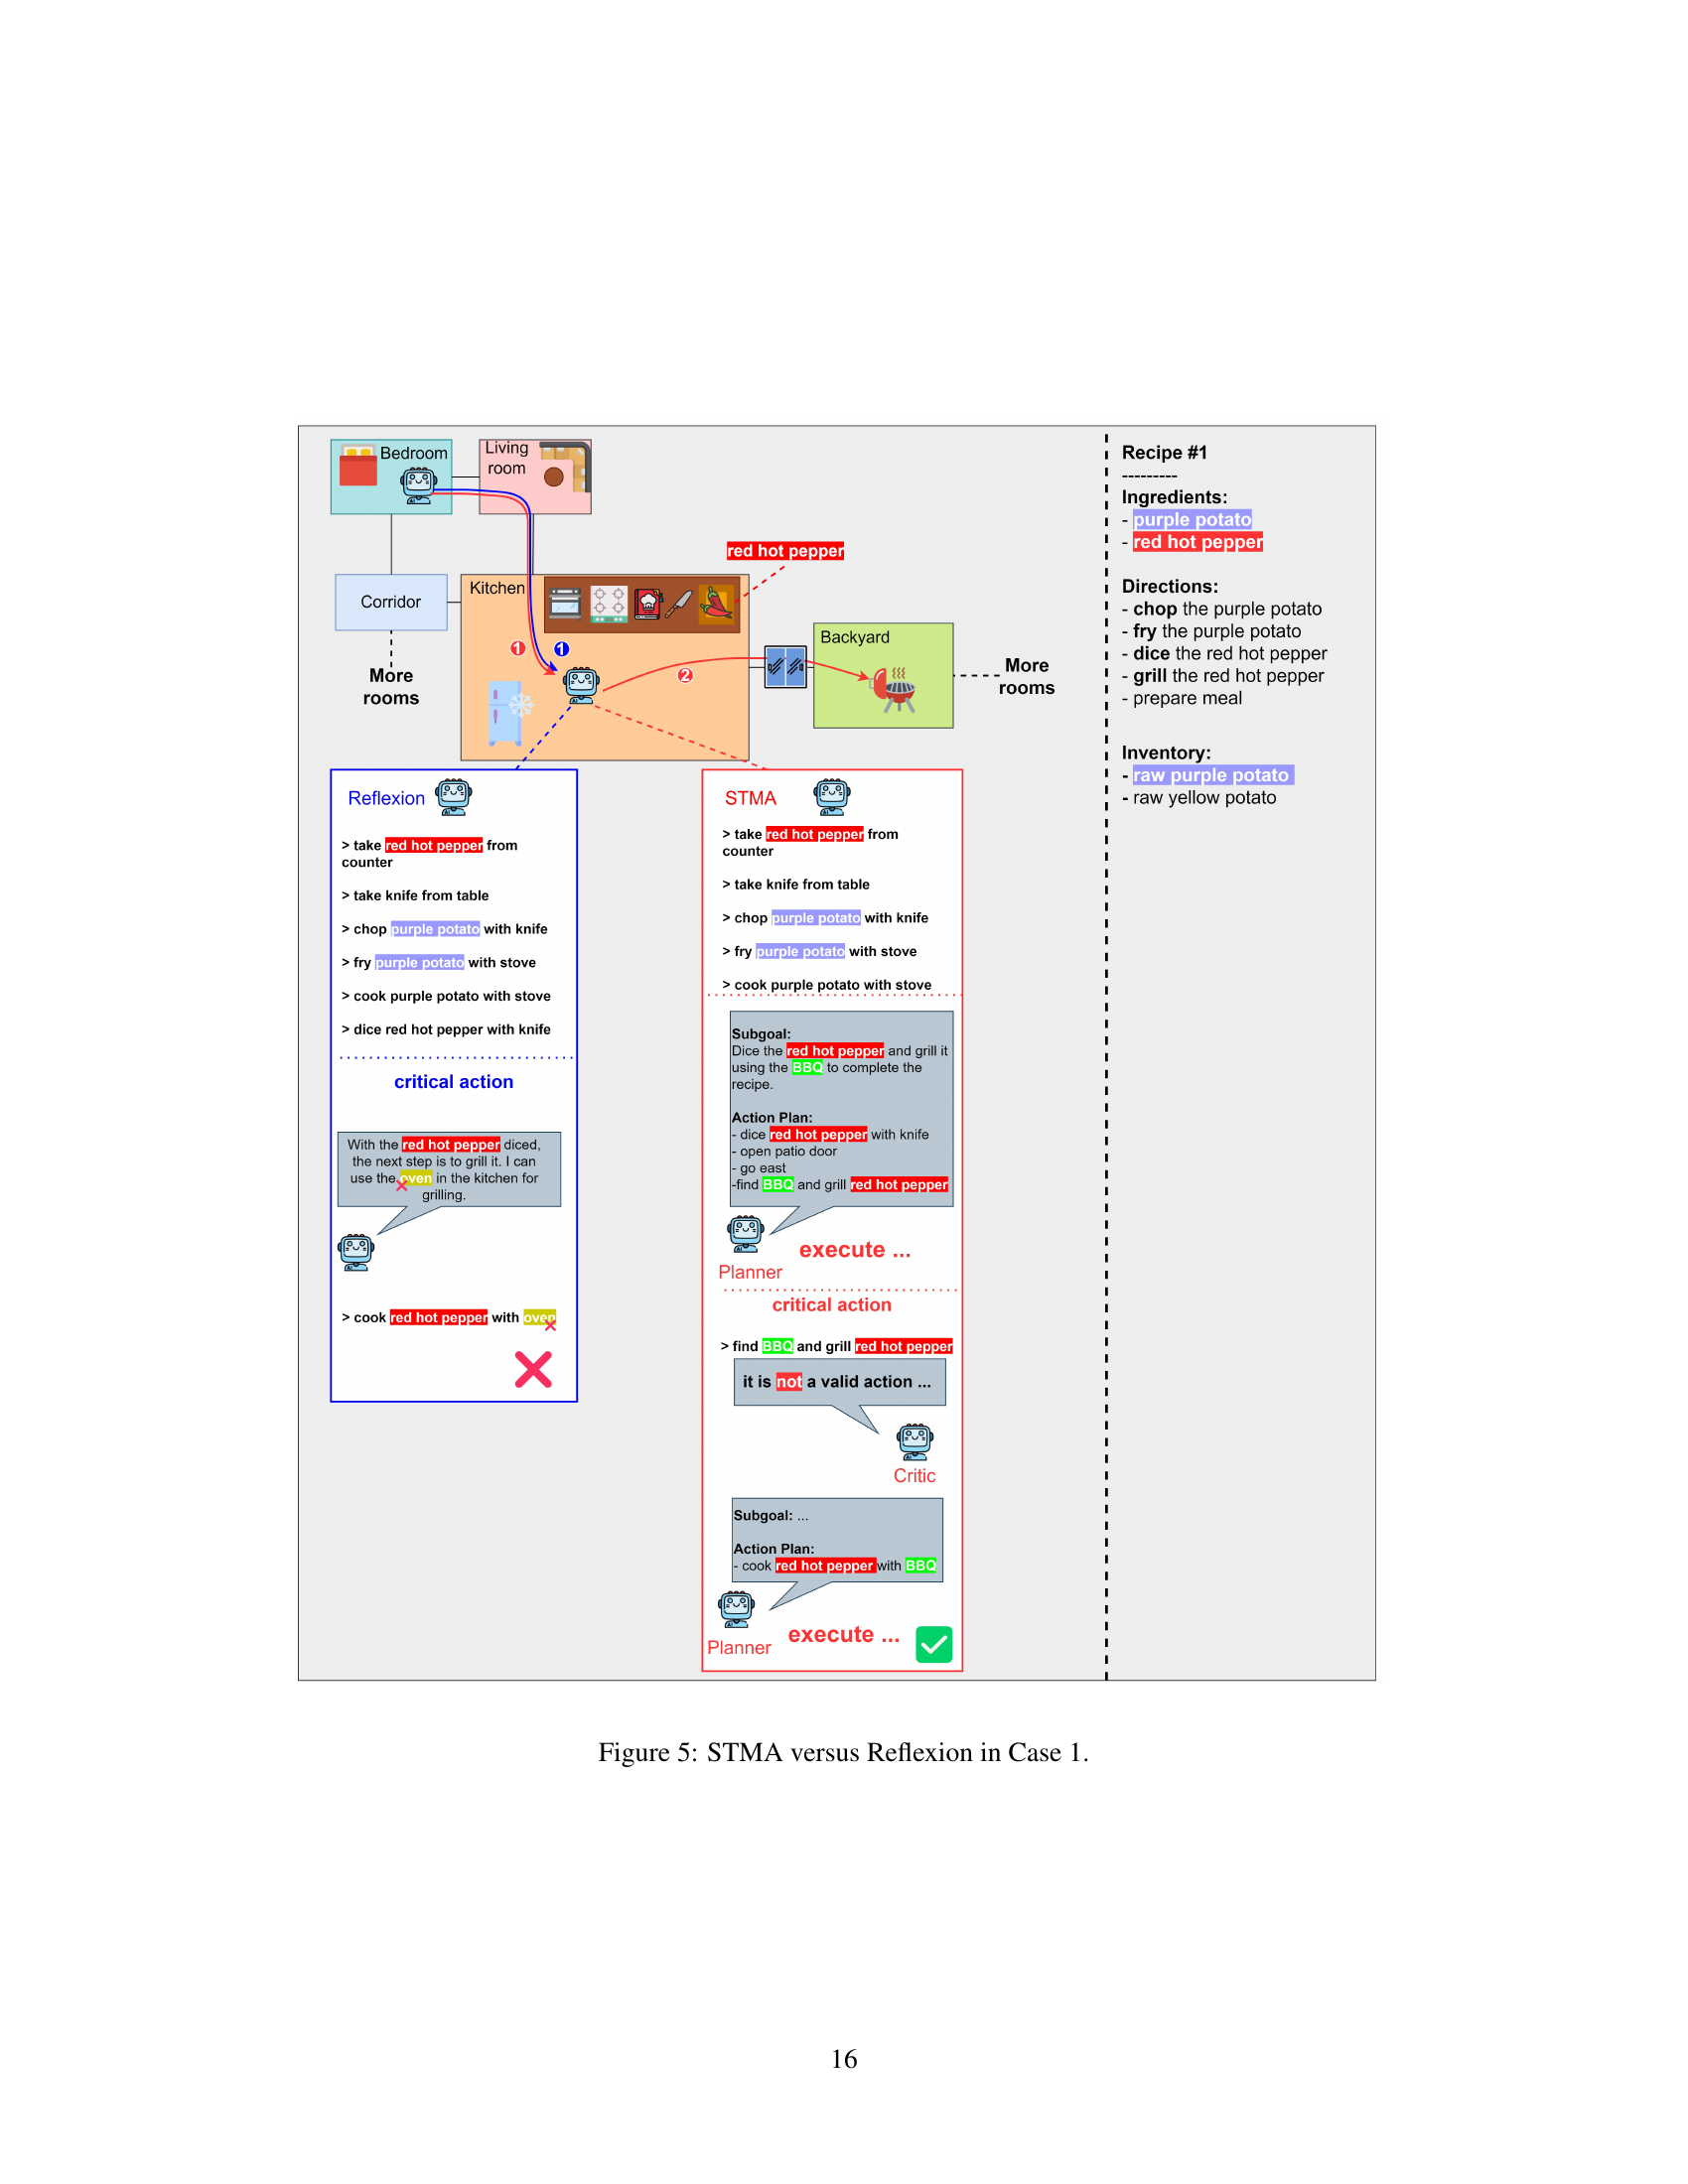 Bedroom
Living
room
red hot pepper
Corridor
Kitchen
Backyard
1
1
2
More
rooms
More
rooms
Recipe #1
---------
Ingredients:
- purple potato
- red hot pepper
Directions:
- chop the purple potato
- fry the purple potato
- dice the red hot pepper
- grill the red hot pepper
- prepare meal
Inventory:
- raw purple potato
- raw yellow potato
Reflexion
> take red hot pepper from
counter
> take knife from table
> chop purple potato with knife
> fry purple potato with stove
> cook purple potato with stove
> dice red hot pepper with knife
critical action
With the red hot pepper diced,
the next step is to grill it. I can
use the oven in the kitchen for
grilling.
> cook red hot pepper with oven
STMA
> take red hot pepper from
counter
> take knife from table
> chop purple potato with knife
> fry purple potato with stove
> cook purple potato with stove
Subgoal:
Dice the red hot pepper and grill it
using the BBQ to complete the
recipe.
Action Plan:
- dice red hot pepper with knife
- open patio door
- go east
-find BBQ and grill red hot pepper
Planner
execute ...
critical action
> find BBQ and grill red hot pepper
it is not a valid action ...
Critic
Subgoal: ...
Action Plan:
- cook red hot pepper with BBQ
Planner
execute ...
Figure 5: STMA versus Reflexion in Case 1.
16